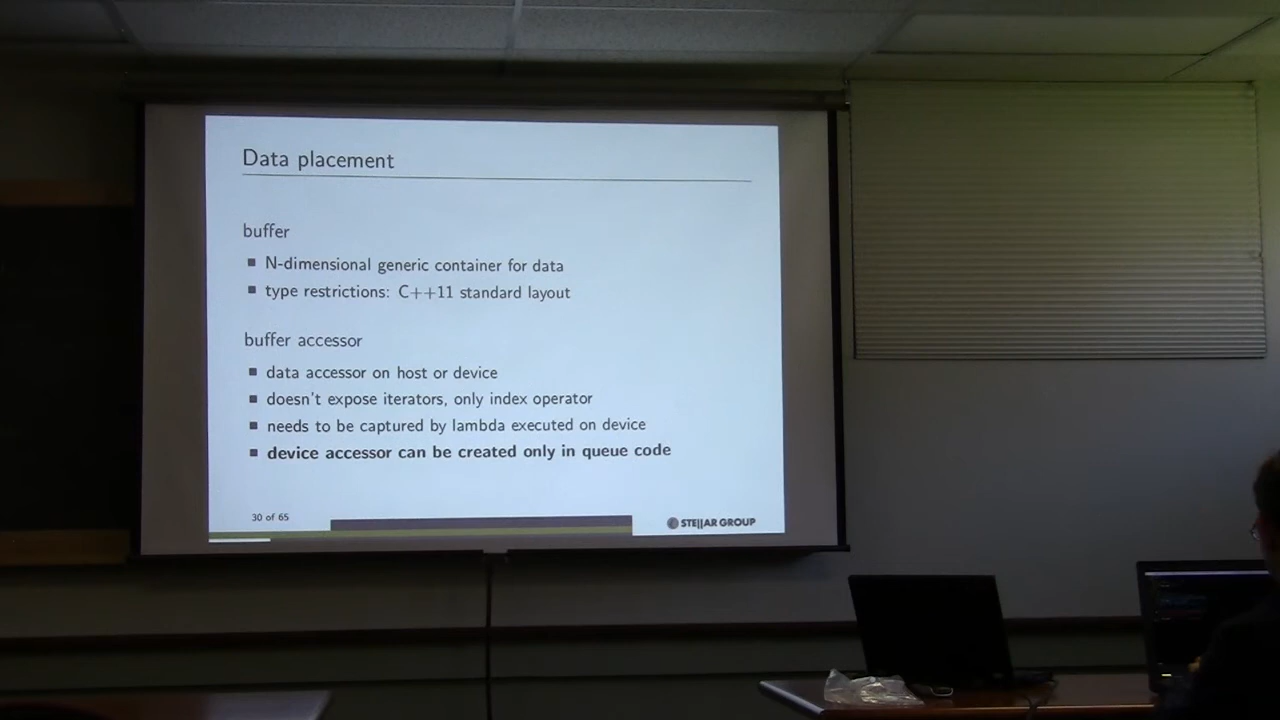 Data placement
buffer
N-dimensional generic container for data
type restrictions: C++11 standard layout
buffer accessor
data accessor on host or device
doesn't expose iterators, only index operator
needs to be captured by lambda executed on device
device accessor can be created only in queue code
30 of 65
STE||AR GROUP